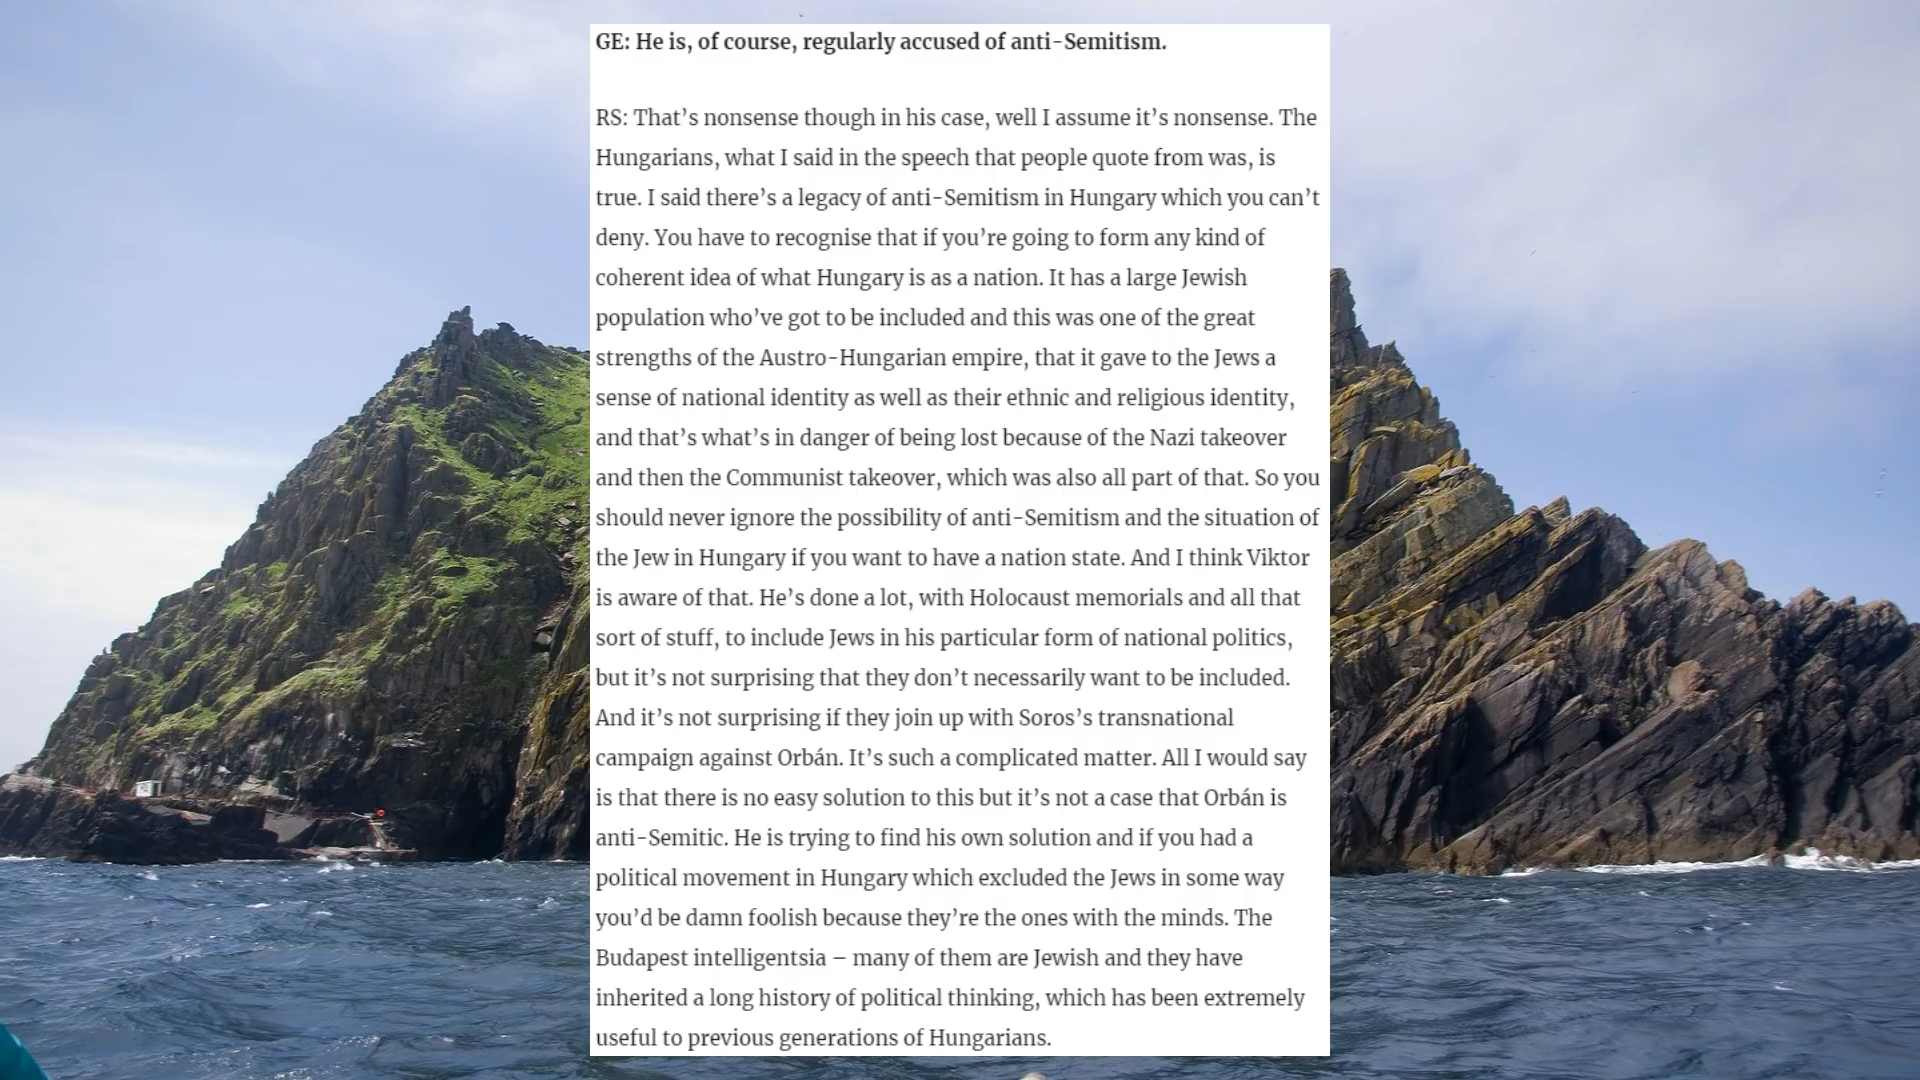 GE: He is, of course, regularly accused of anti-Semitism.
RS: That's nonsense though in his case, well I assume it's nonsense. The
Hungarians, what I said in the speech that people quote from was, is
true. I said there's a legacy of anti-Semitism in Hungary which you can't
deny. You have to recognise that if you're going to form any kind of
coherent idea of what Hungary is as a nation. It has a large Jewish
population who've got to be included and this was one of the great
strengths of the Austro-Hungarian empire, that it gave to the Jews a
sense of national identity as well as their ethnic and religious identity,
and that's what's in danger of being lost because of the Nazi takeover
and then the Communist takeover, which was also all part of that. So you
should never ignore the possibility of anti-Semitism and the situation of
the Jew in Hungary if you want to have a nation state. And I think Viktor
is aware of that. He's done a lot, with Holocaust memorials and all that
sort of stuff, to include Jews in his particular form of national politics,
but it's not surprising that they don't necessarily want to be included.
And it's not surprising if they join up with Soros's transnational
campaign against Orbán. It's such a complicated matter. All I would say
is that there is no easy solution to this but it's not a case that Orbán is
anti-Semitic. He is trying to find his own solution and if you had a
political movement in Hungary which excluded the Jews in some way
you'd be damn foolish because they're the ones with the minds. The
Budapest intelligentsia – many of them are Jewish and they have
inherited a long history of political thinking, which has been extremely
useful to previous generations of Hungarians.